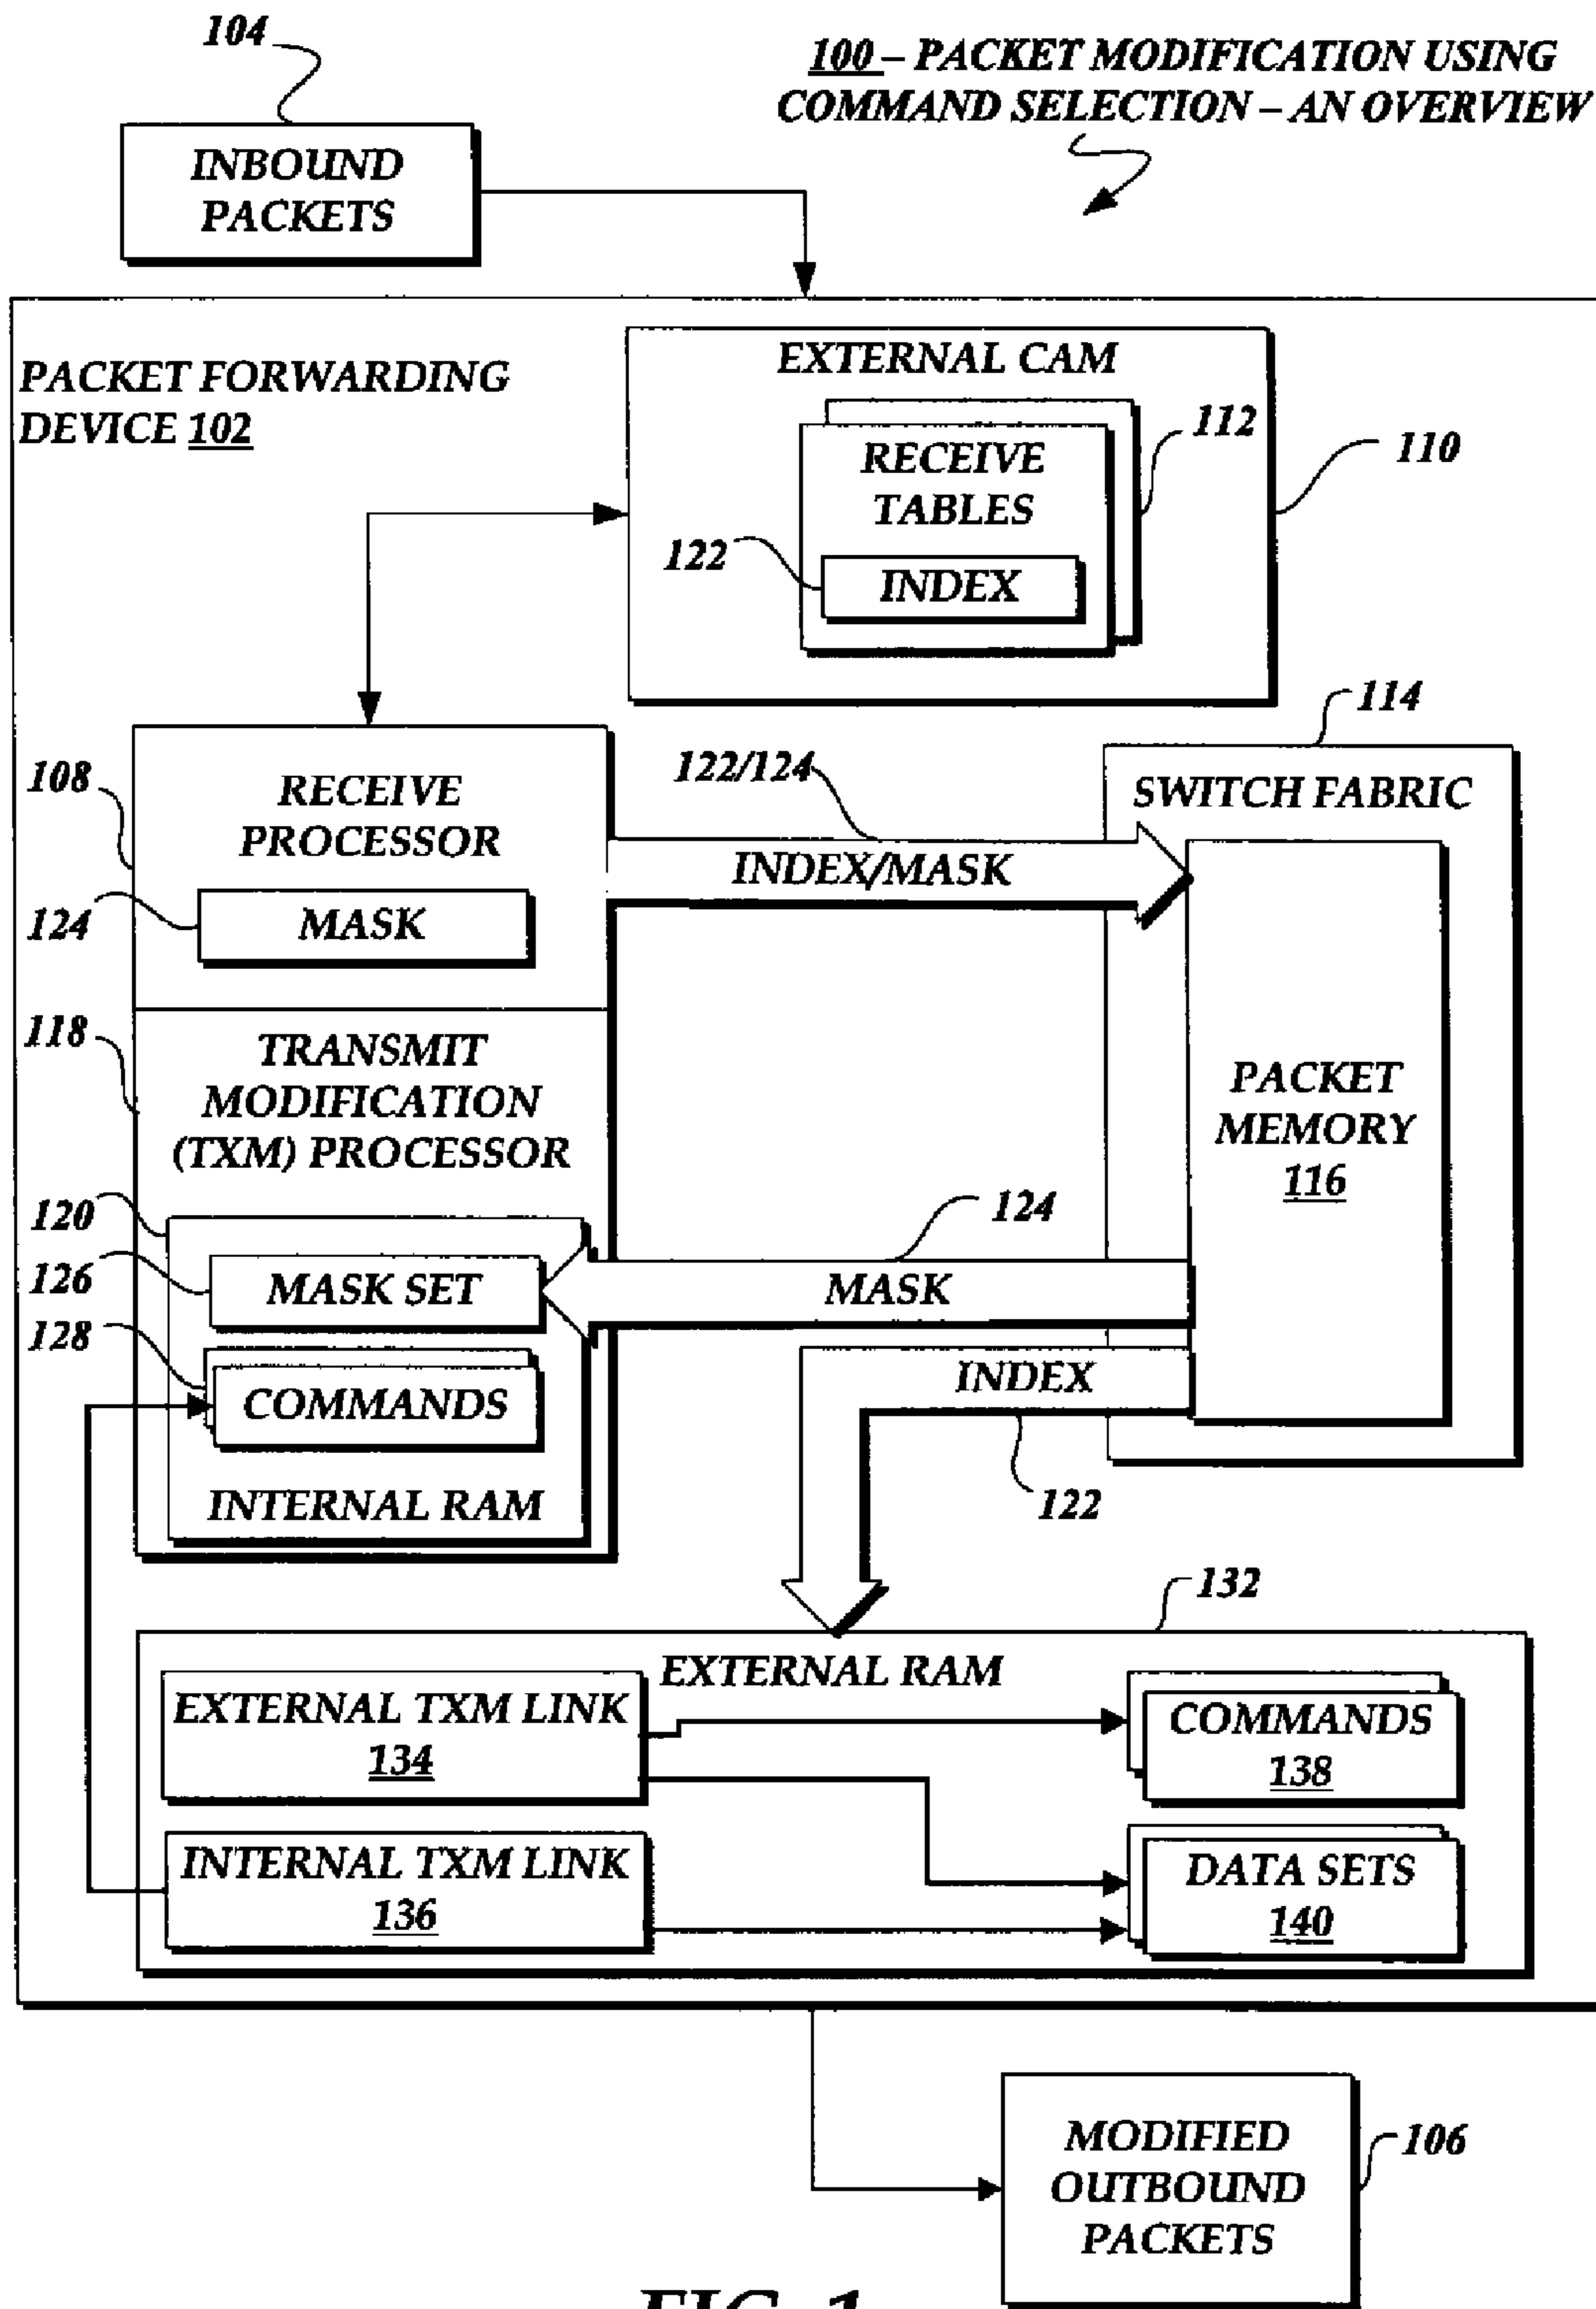 104
100 – PACKET MODIFICATION USING
COMMAND SELECTION – AN OVERVIEW
INBOUND
PACKETS
PACKET FORWARDING
DEVICE 102
EXTERNAL CAM
112
110
RECEIVE
TABLES
122
INDEX
114
108
RECEIVE
PROCESSOR
122/124
SWITCH FABRIC
INDEX/MASK
124
MASK
118
TRANSMIT
MODIFICATION
(TXM) PROCESSOR
PACKET
MEMORY
116
120
124
126
MASK SET
MASK
128
COMMANDS
INDEX
INTERNAL RAM
122
132
EXTERNAL RAM
EXTERNAL TXM LINK
134
COMMANDS
138
INTERNAL TXM LINK
136
DATA SETS
140
MODIFIED
OUTBOUND
PACKETS
106
FIG. 1